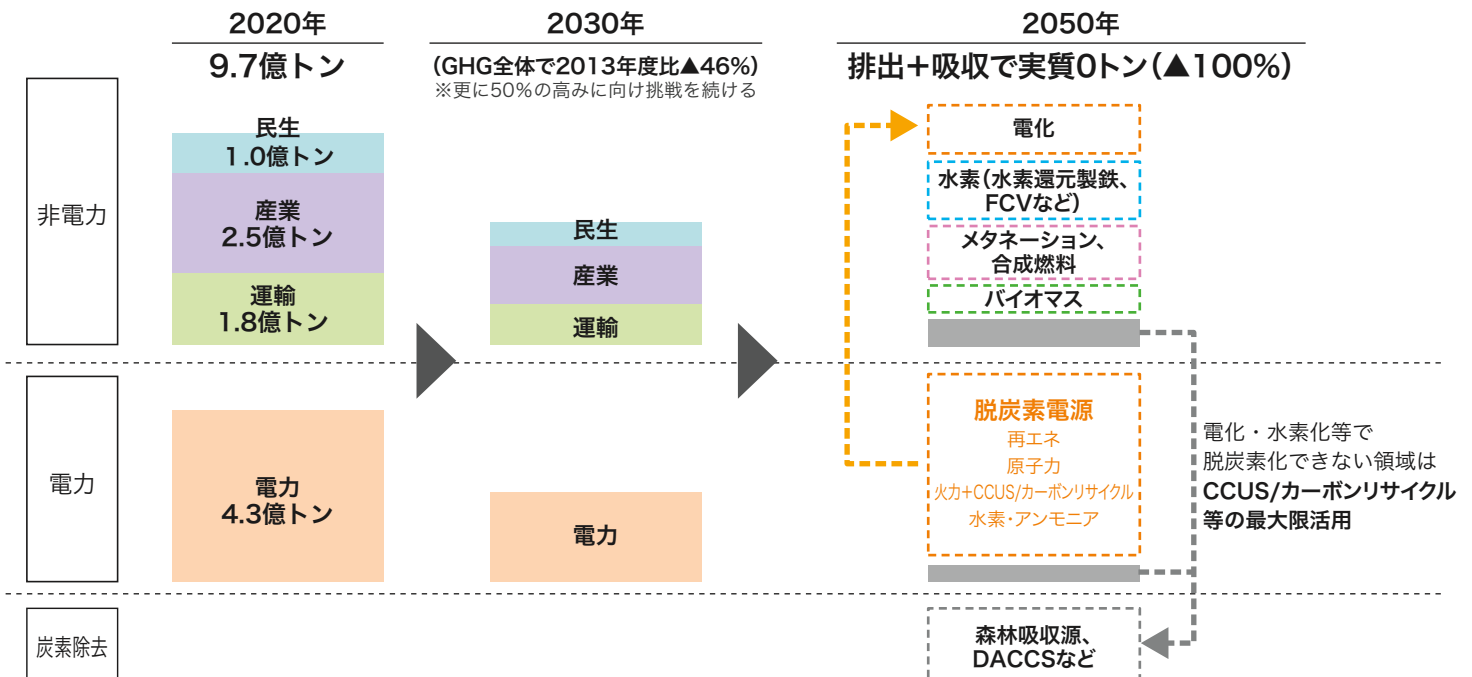 2020年
9.7億トン
2030年
(GHG全体で2013年度比▲46%)
※更に50%の高みに向け挑戦を続ける
2050年
排出+吸収で実質0トン(▲100%)
非電力
民生
1.0億トン
産業
2.5億トン
運輸
1.8億トン
民生
産業
運輸
電化
水素(水素還元製鉄、
FCVなど)
メタネーション、
合成燃料
バイオマス
電力
電力
4.3億トン
電力
脱炭素電源
再エネ
原子力
火力+CCUS/カーボンリサイクル
水素・アンモニア
電化・水素化等で
脱炭素化できない領域は
CCUS/カーボンリサイクル
等の最大限活用
炭素除去
森林吸収源、
DACCSなど